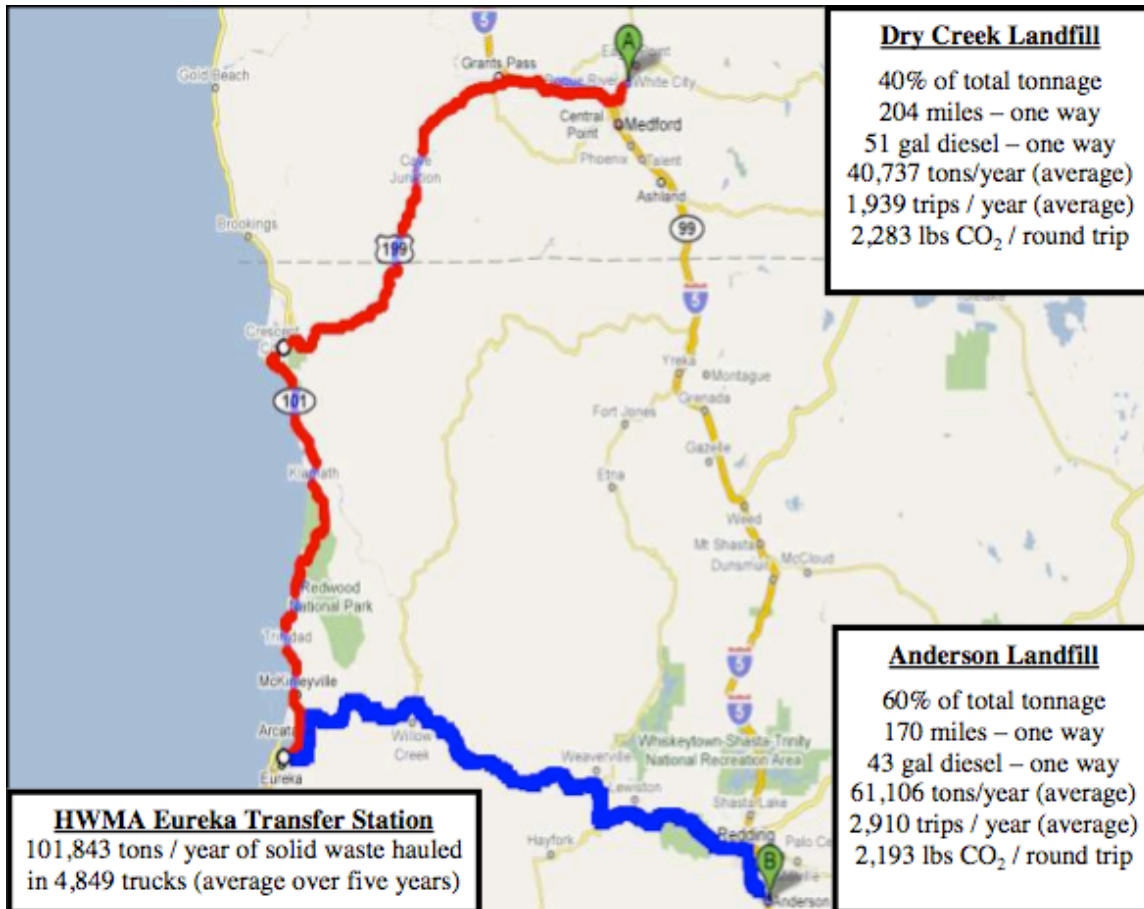 Dry Creek Landfill
40% of total tonnage
204 miles – one way
51 gal diesel – one way
40,737 tons/year (average)
1,939 trips / year (average)
2,283 lbs CO₂ / round trip
5
A
Gold Beach
Grants Pass
White City
Central
Point
Medford
Phoenix
Talent
Ashland
Cave
Junction
Brookings
199
99
5
Crescent
Yreka
Montague
101
Grenada
Fort Jones
Gazelle
Klamath
Etna
Weed
Mt Shasta
McCloud
Dunsmuir
Redwood
National Park
Trinidad
5
McKinleyville
5
Arcata
Willow
Creek
Whiskeytown-Shasta-Trinity
National Recreation Area
Weaverville
Eureka
Lewiston
Shasta Lake
Redding
Hayfork
Palo
B
Anderson
Anderson Landfill
60% of total tonnage
170 miles – one way
43 gal diesel – one way
61,106 tons/year (average)
2,910 trips / year (average)
2,193 lbs CO₂ / round trip
HWMA Eureka Transfer Station
101,843 tons / year of solid waste hauled
in 4,849 trucks (average over five years)